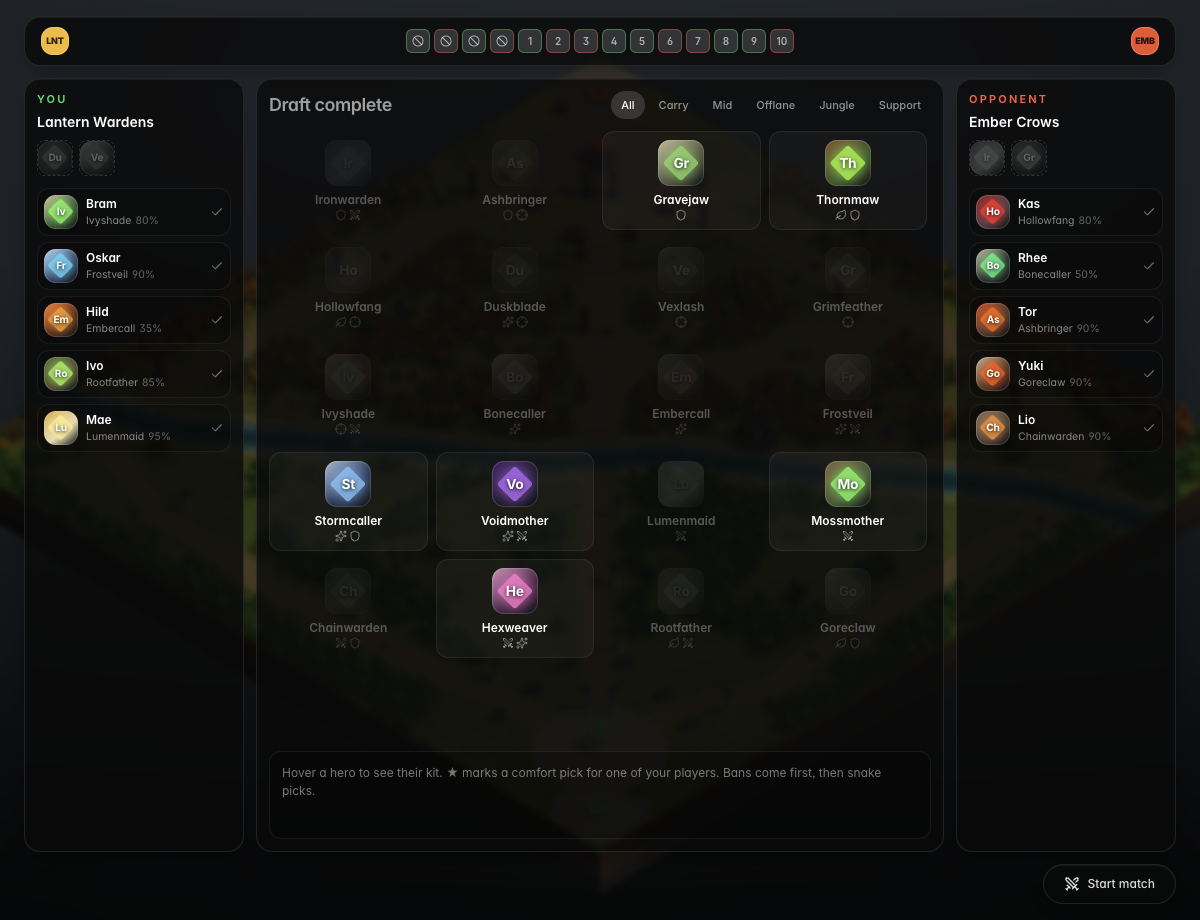 LNT
1 2 3 4 5 6 7 8 9 10
EMB
YOU
Lantern Wardens
Du Ve
Iv Bram
Ivyshade 80%
Fr Oskar
Frostveil 90%
Em Hild
Embercall 35%
Ro Ivo
Rootfather 85%
Lu Mae
Lumenmaid 95%
Draft complete
All Carry Mid Offlane Jungle Support
Ir As Gr Th
Ironwarden Ashbringer Gravejaw Thornmaw
Ho Du Ve Gr
Hollowfang Duskblade Vexlash Grimfeather
Iv Bo Em Fr
Ivyshade Bonecaller Embercall Frostveil
St Vo Lu Mo
Stormcaller Voidmother Lumenmaid Mossmother
Ch He Ro Go
Chainwarden Hexweaver Rootfather Goreclaw
Hover a hero to see their kit. ★ marks a comfort pick for one of your players. Bans come first, then snake
picks.
OPPONENT
Ember Crows
Ir Gr
Ho Kas
Hollowfang 80%
Bo Rhee
Bonecaller 50%
As Tor
Ashbringer 90%
Go Yuki
Goreclaw 90%
Ch Lio
Chainwarden 90%
Start match